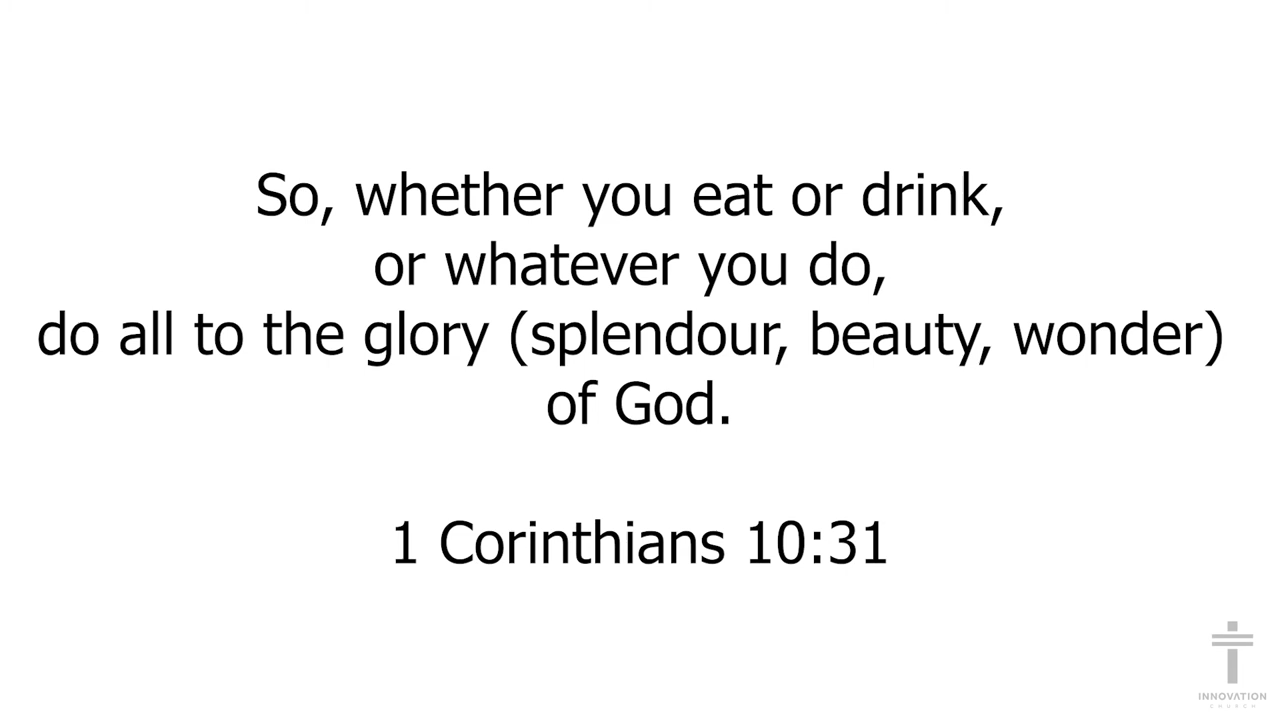 So, whether you eat or drink,
or whatever you do,
do all to the glory (splendour, beauty, wonder)
of God.
1 Corinthians 10:31
INNOVATION
CHURCH